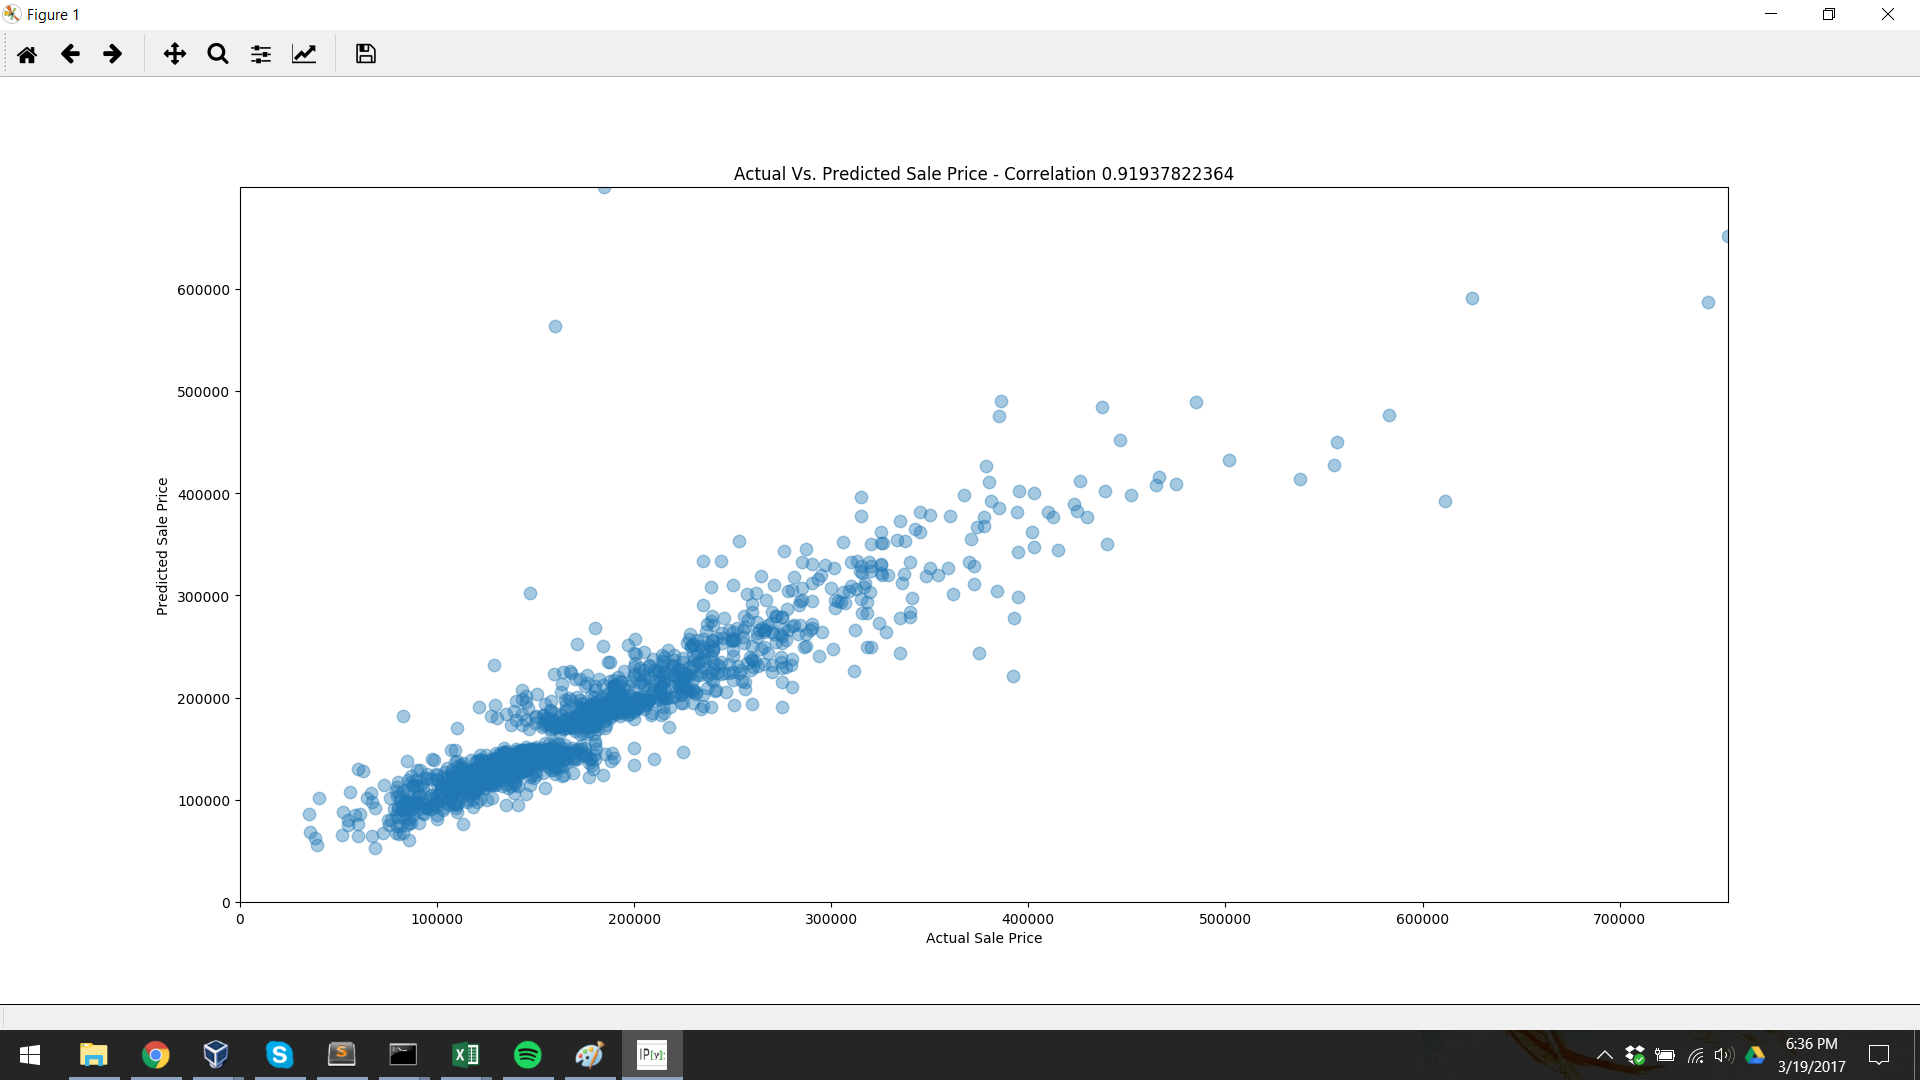 Figure 1
Actual Vs. Predicted Sale Price - Correlation 0.91937822364
600000
500000
400000
300000
200000
100000
0
Predicted Sale Price
0 100000 200000 300000 400000 500000 600000 700000
Actual Sale Price
S
X
IP[y]:
6:36 PM
3/19/2017